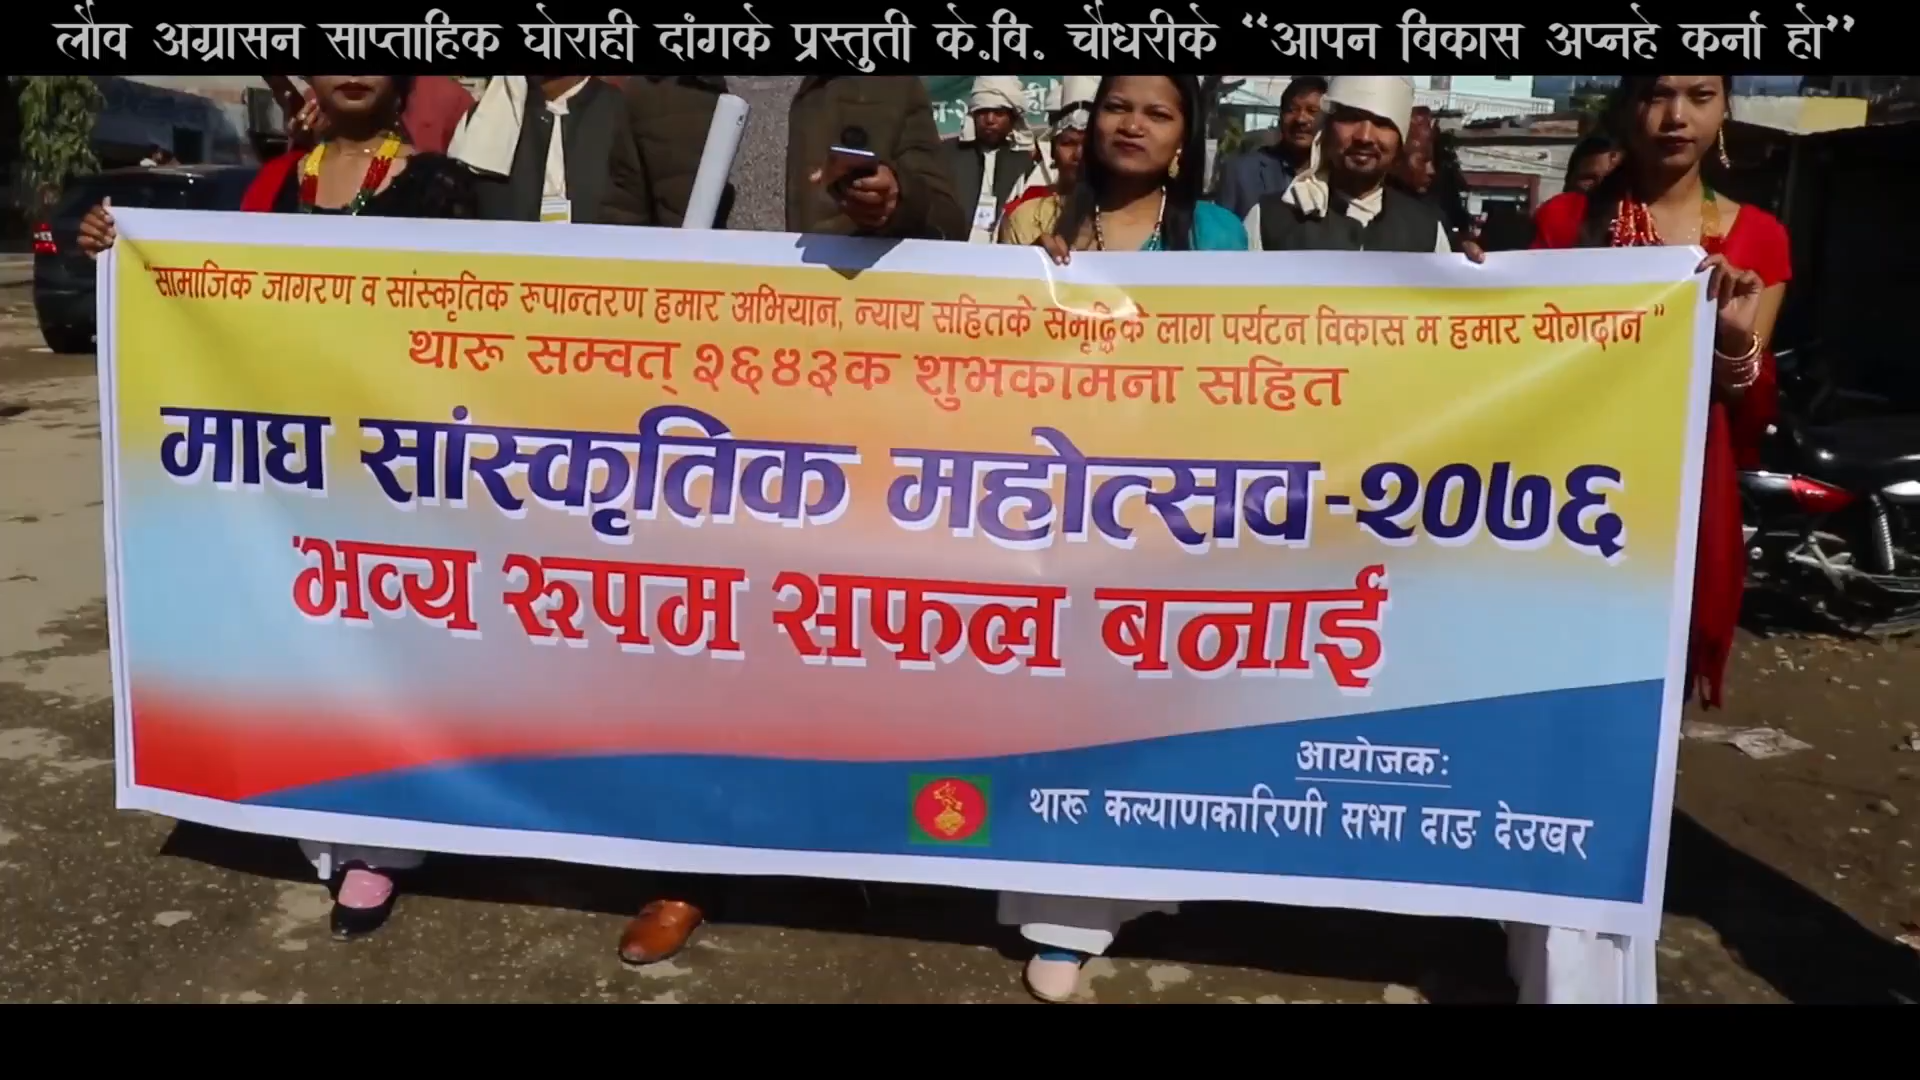 लौव अग्रासन साप्ताहिक घोराही दांगके प्रस्तुती के.वि. चौधरीके “आपन विकास अप्नहे कर्ना हो”
“सामाजिक जागरण व सांस्कृतिक रुपान्तरण हमार अभियान, न्याय सहितके समृद्धिके लाग पर्यटन विकास म हमार योगदान”
थारू सम्वत् २६४३क शुभकामना सहित
माघ सांस्कृतिक महोत्सव-२०७६
भव्य रुपम सफल बनाई
आयोजकः
थारू कल्याणकारिणी सभा दाङ देउखर